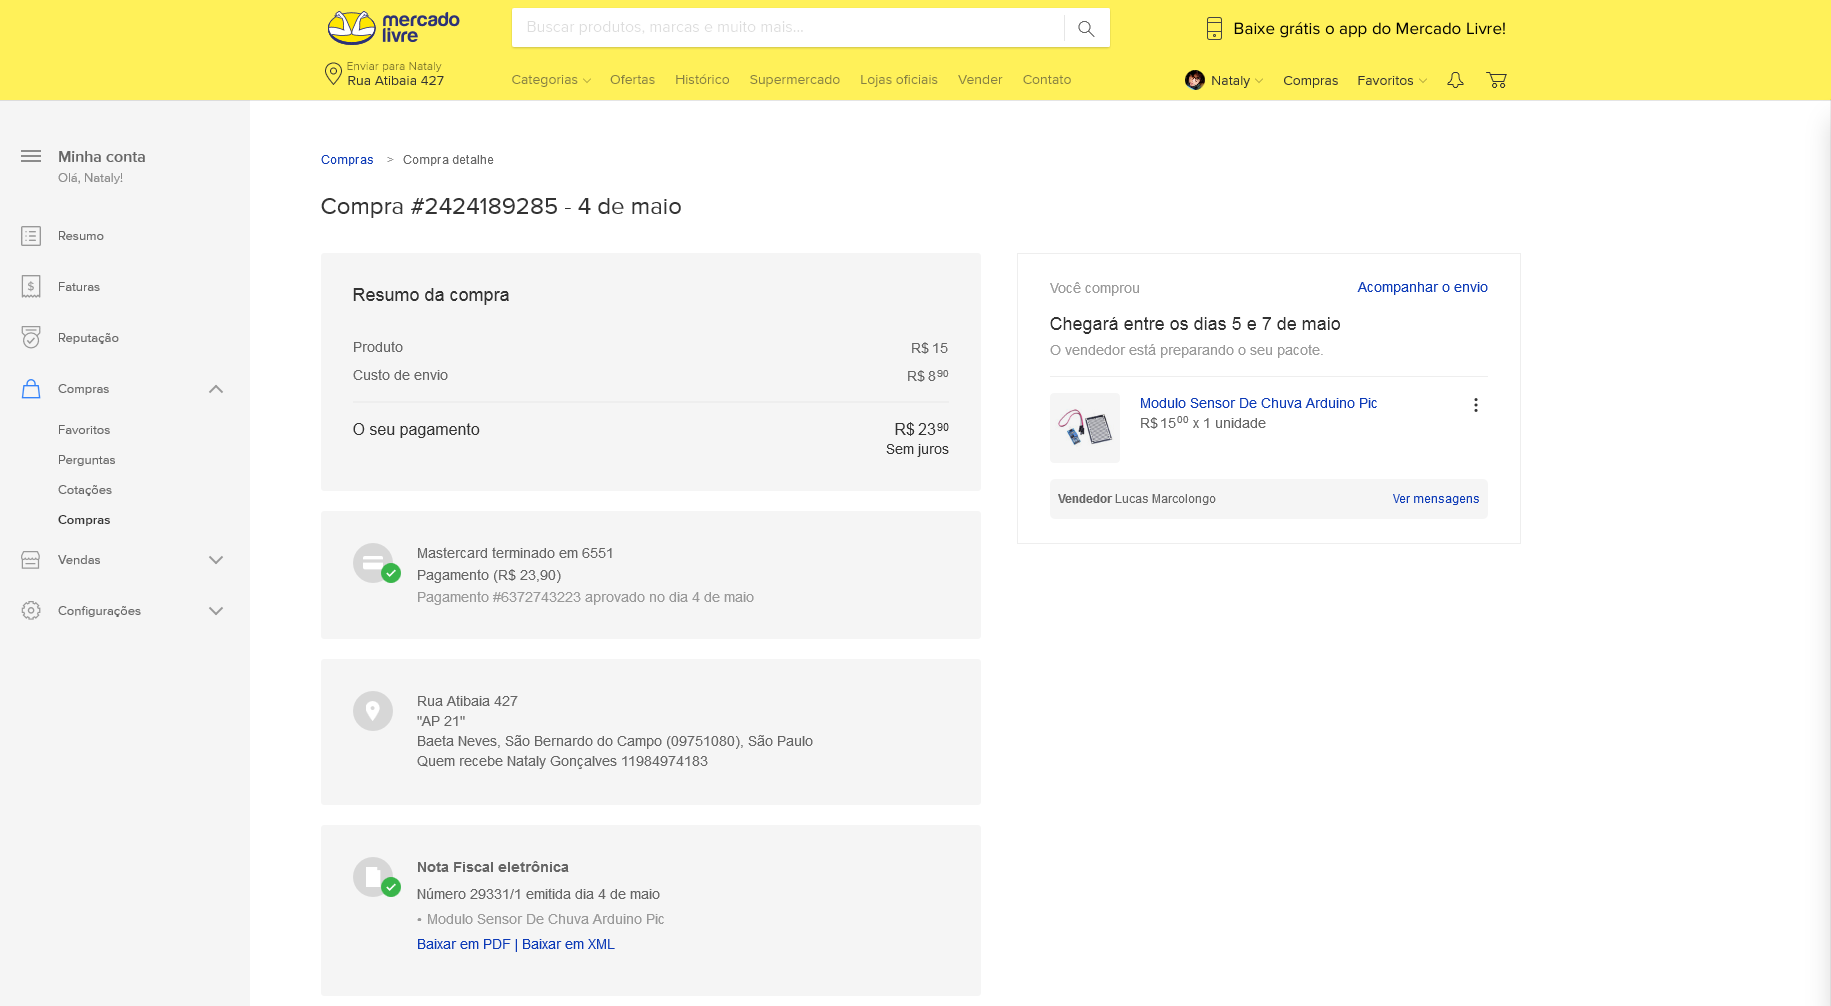 mercado
livre
Buscar produtos, marcas e muito mais...
Baixe grátis o app do Mercado Livre!
Enviar para Nataly
Rua Atibaia 427
Categorias Ofertas Histórico Supermercado Lojas oficiais Vender Contato
Nataly Compras Favoritos
Minha conta
Olá, Nataly!
Resumo
Faturas
Reputação
Compras
Favoritos
Perguntas
Cotações
Compras
Vendas
Configurações
Compras > Compra detalhe
Compra #2424189285 - 4 de maio
Resumo da compra
Produto R$ 15
Custo de envio R$ 8⁹⁰
O seu pagamento R$ 23⁹⁰
Sem juros
Mastercard terminado em 6551
Pagamento (R$ 23,90)
Pagamento #6372743223 aprovado no dia 4 de maio
Rua Atibaia 427
"AP 21"
Baeta Neves, São Bernardo do Campo (09751080), São Paulo
Quem recebe Nataly Gonçalves 11984974183
Nota Fiscal eletrônica
Número 29331/1 emitida dia 4 de maio
• Modulo Sensor De Chuva Arduino Pic
Baixar em PDF | Baixar em XML
Você comprou Acompanhar o envio
Chegará entre os dias 5 e 7 de maio
O vendedor está preparando o seu pacote.
Modulo Sensor De Chuva Arduino Pic
R$ 15⁰⁰ x 1 unidade
Vendedor Lucas Marcolongo Ver mensagens